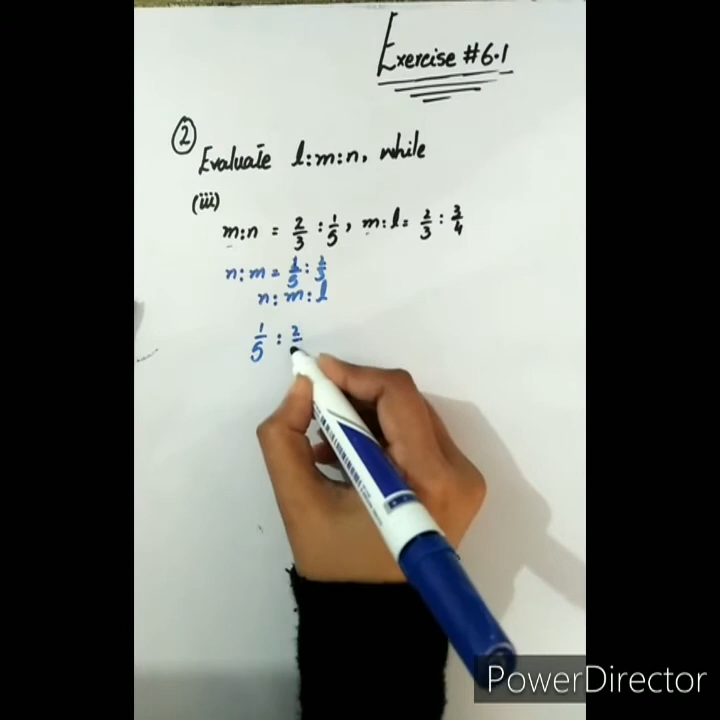 Exercise #6.1
② Evaluate l:m:n, while
(iii)
m:n = 2/3 : 1/5, m:l = 2/3 : 3/4
n:m = 1/5 : 2/3
n:m:l
1/5 : 2/
PowerDirector